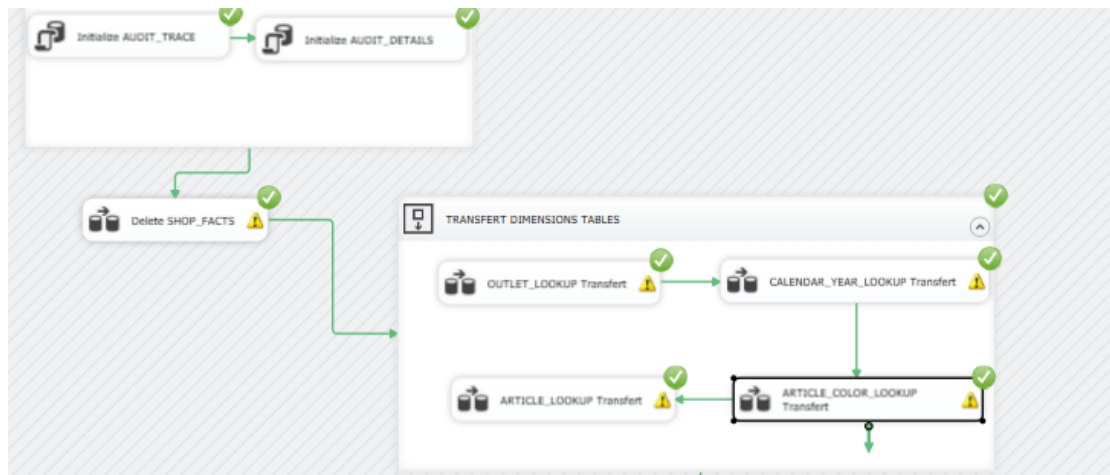 Initialize AUDIT_TRACE
Initialize AUDIT_DETAILS
Delete SHOP_FACTS
TRANSFERT DIMENSIONS TABLES
OUTLET_LOOKUP Transfert
CALENDAR_YEAR_LOOKUP Transfert
ARTICLE_LOOKUP Transfert
ARTICLE_COLOR_LOOKUP
Transfert